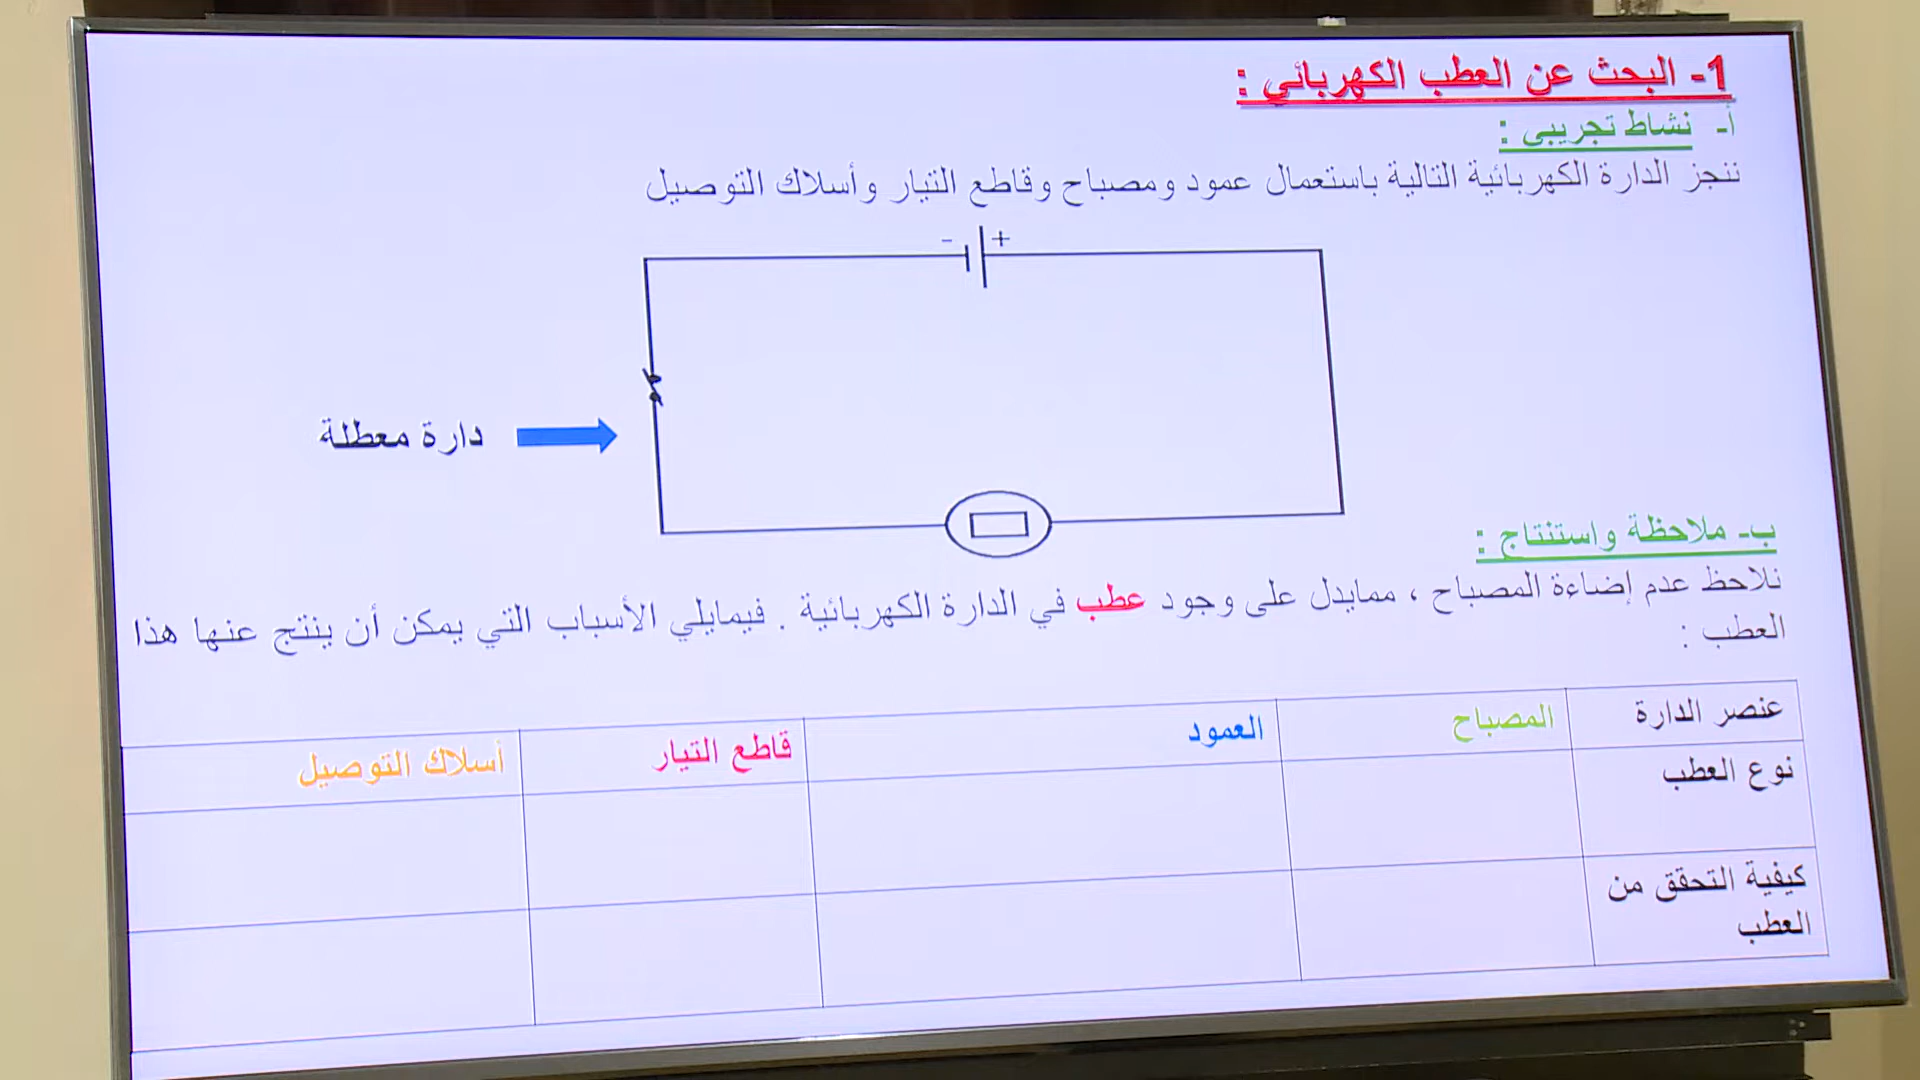 1- البحث عن العطب الكهربائي :
أ- نشاط تجريبي :
ننجز الدارة الكهربائية التالية باستعمال عمود ومصباح وقاطع التيار وأسلاك التوصيل
- +
دارة معطلة
ب- ملاحظة واستنتاج :
نلاحظ عدم إضاءة المصباح ، ممايدل على وجود عطب في الدارة الكهربائية . فيمايلي الأسباب التي يمكن أن ينتج عنها هذا
العطب :
عنصر الدارة المصباح العمود قاطع التيار أسلاك التوصيل
نوع العطب
كيفية التحقق من
العطب